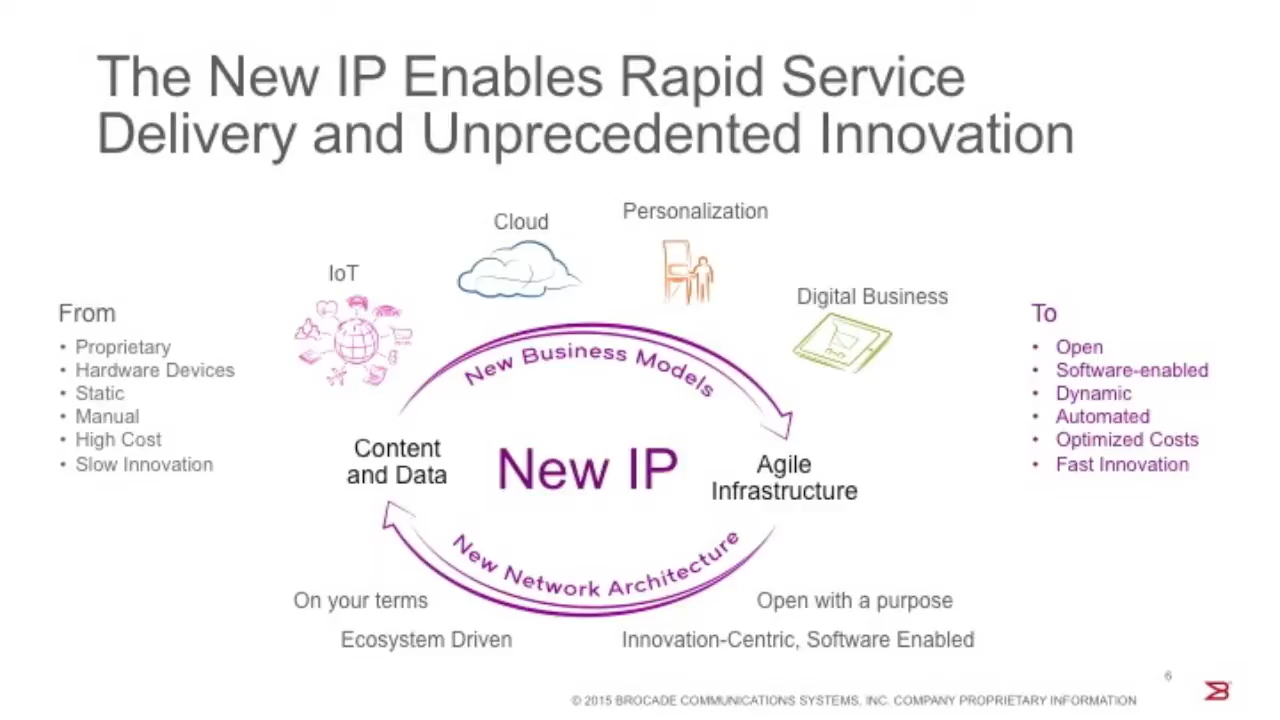 The New IP Enables Rapid Service
Delivery and Unprecedented Innovation
Cloud
Personalization
IoT
Digital Business
From
• Proprietary
• Hardware Devices
• Static
• Manual
• High Cost
• Slow Innovation
New Business Models
Content
and Data
New IP
Agile
Infrastructure
New Network Architecture
To
• Open
• Software-enabled
• Dynamic
• Automated
• Optimized Costs
• Fast Innovation
On your terms
Open with a purpose
Ecosystem Driven
Innovation-Centric, Software Enabled
6
© 2015 BROCADE COMMUNICATIONS SYSTEMS, INC. COMPANY PROPRIETARY INFORMATION